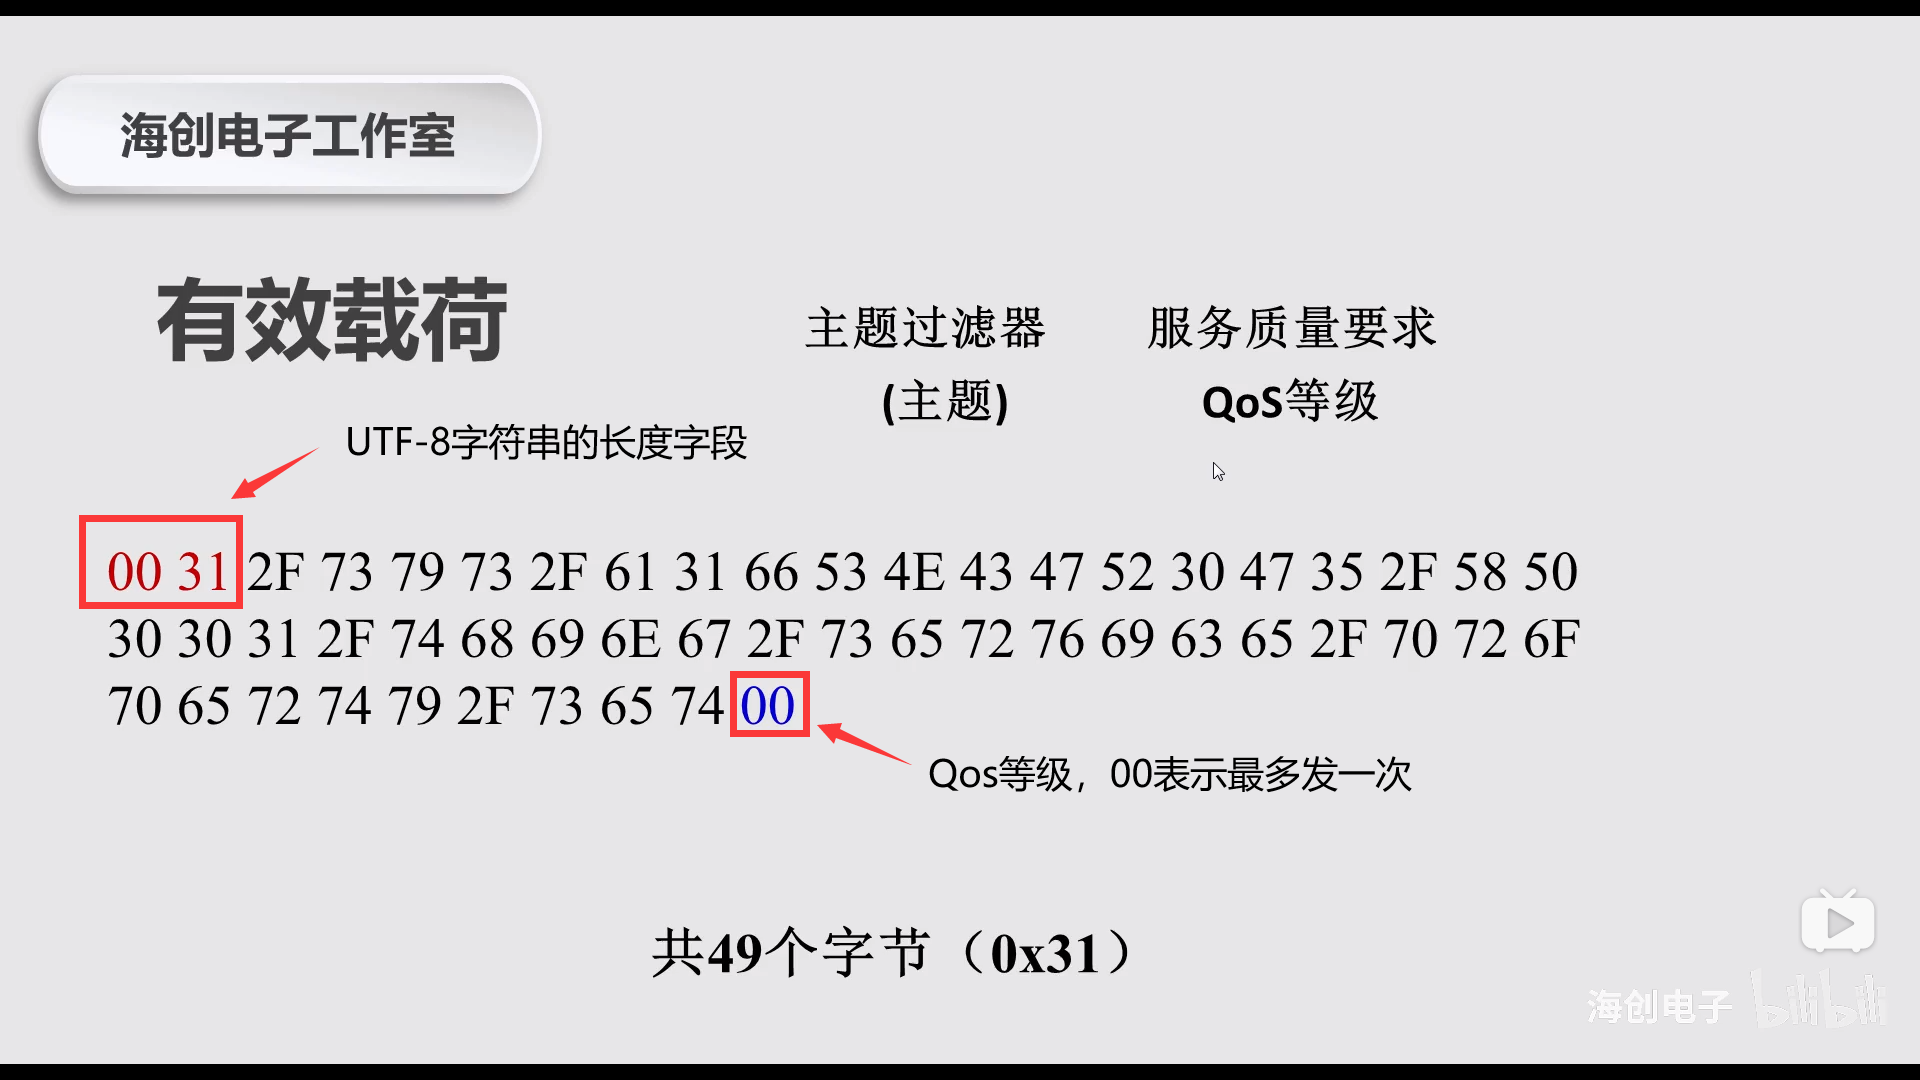 海创电子工作室
有效载荷
主题过滤器 服务质量要求
(主题) QoS等级
UTF-8字符串的长度字段
00 31 2F 73 79 73 2F 61 31 66 53 4E 43 47 52 30 47 35 2F 58 50
30 30 31 2F 74 68 69 6E 67 2F 73 65 72 76 69 63 65 2F 70 72 6F
70 65 72 74 79 2F 73 65 74 00
Qos等级，00表示最多发一次
共49个字节（0x31）
海创电子 bilibili